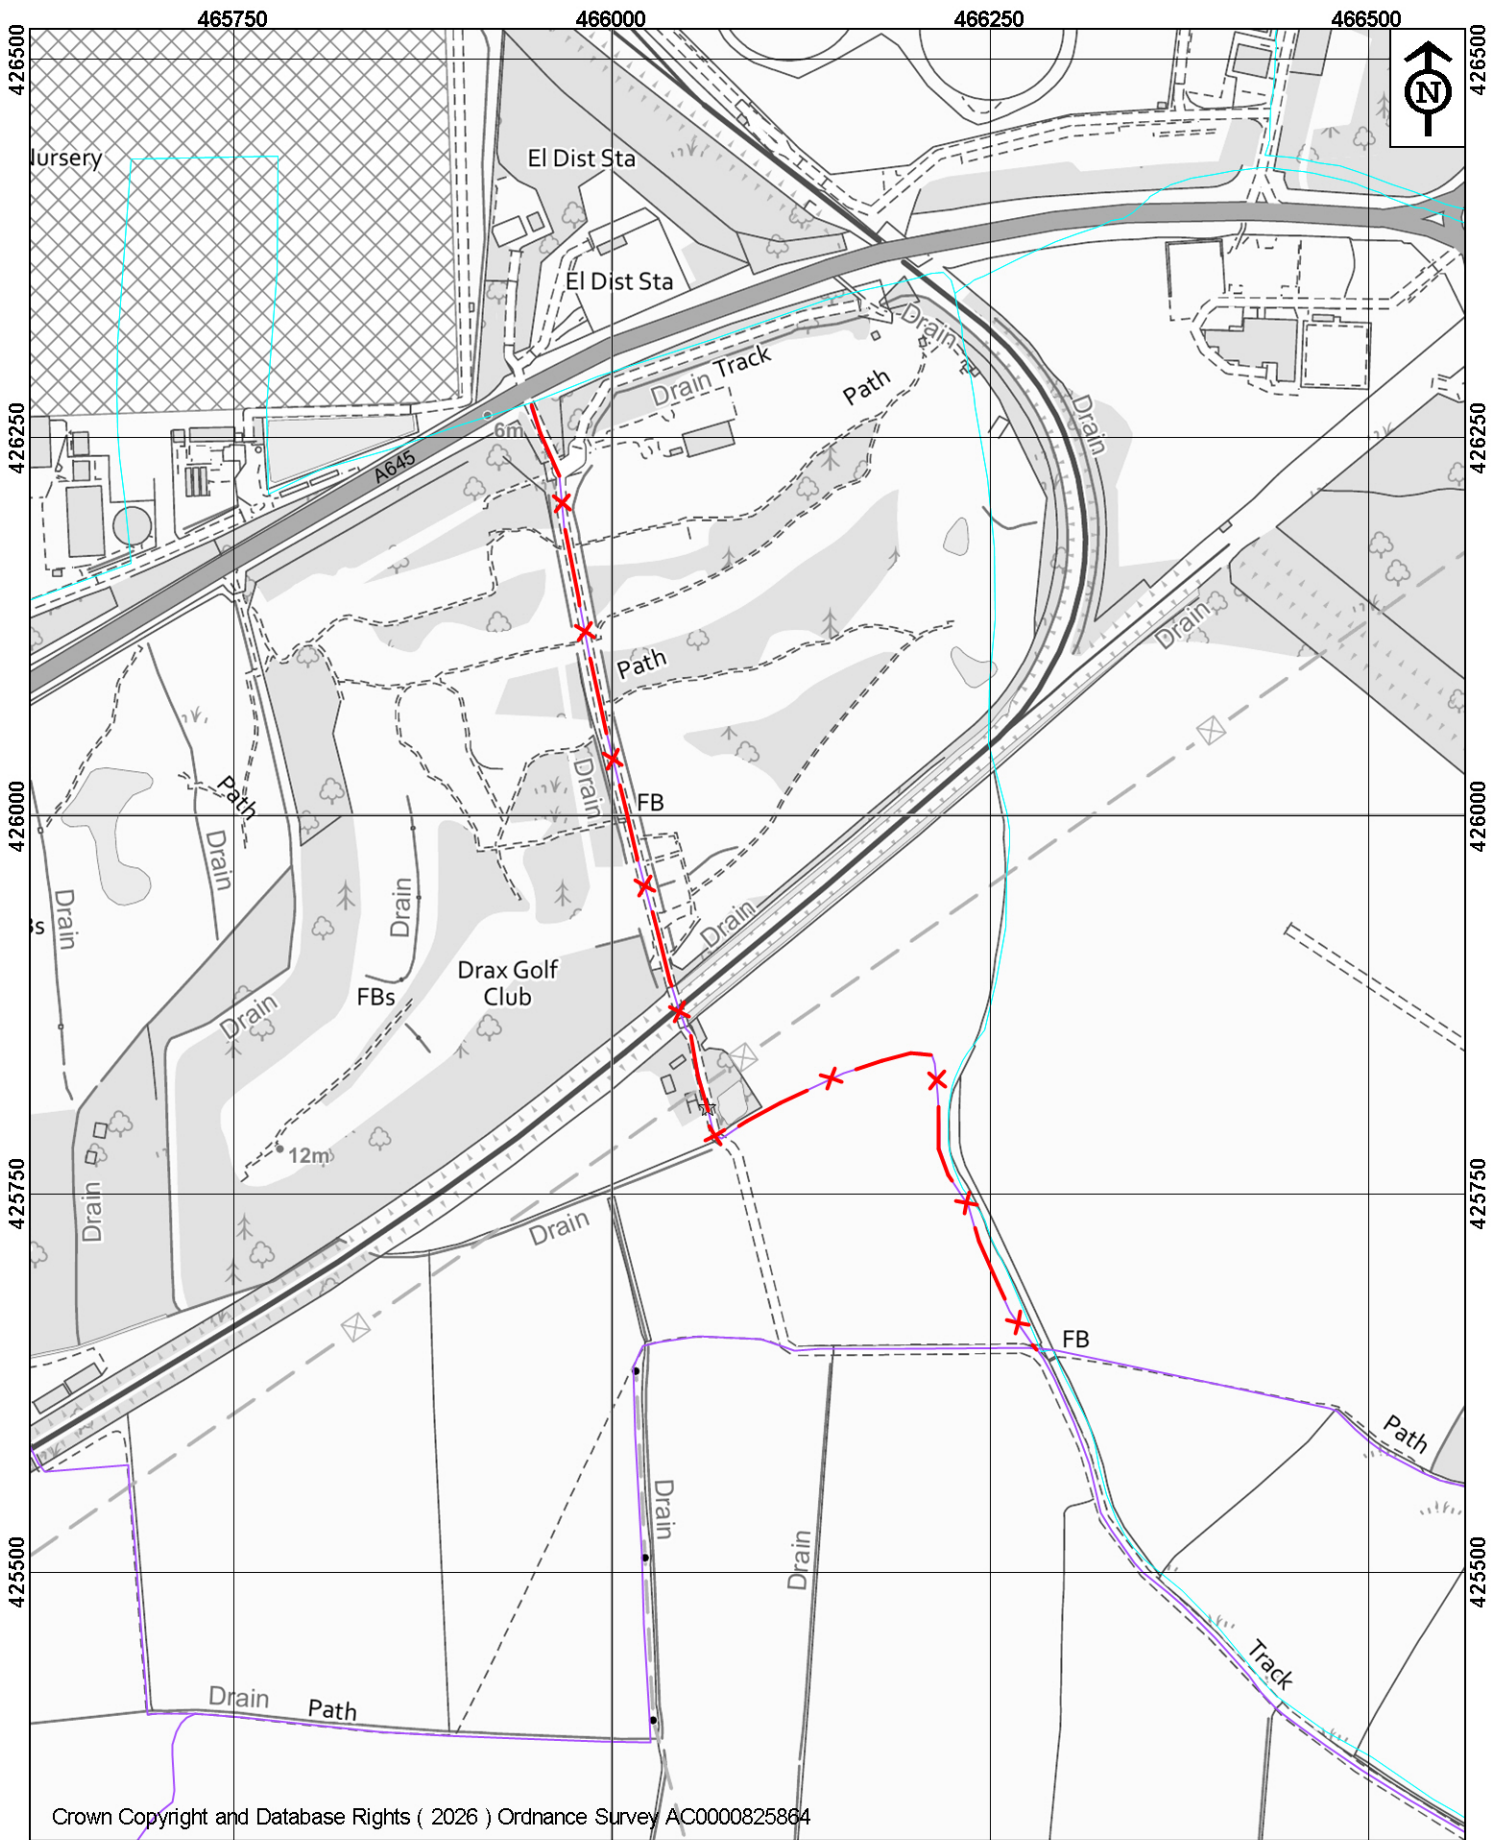 465750 466000 466250 466500
426500
426500
N
Nursery
El Dist Sta
El Dist Sta
Drain
Track
Drain
Path
Drain
426250
426250
6m
A645
Drain
Path
Drain
Path
FB
426000
426000
Drain
Drain
Drain
Drain
Drax Golf
Club
FBs
Drain
12m
425750
425750
Drain
Drain
FB
Path
Drain
Drain
425500
425500
Track
Drain
Path
Crown Copyright and Database Rights ( 2026 ) Ordnance Survey AC0000825864